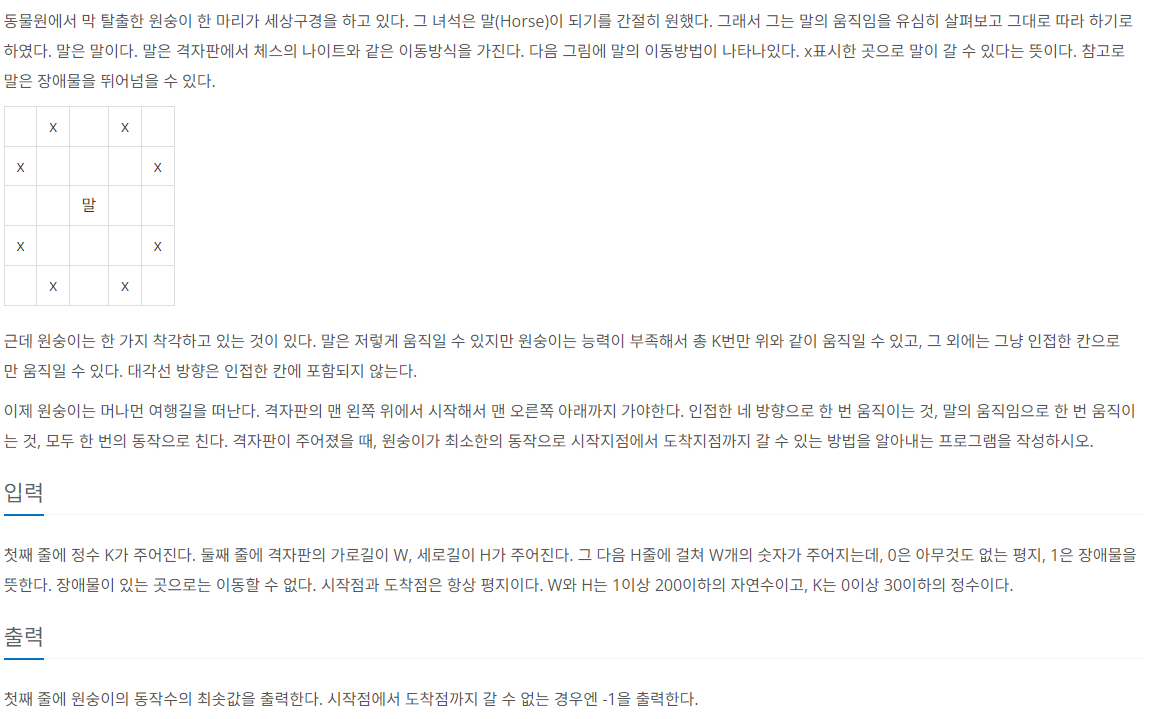 동물원에서 막 탈출한 원숭이 한 마리가 세상구경을 하고 있다. 그 녀석은 말(Horse)이 되기를 간절히 원했다. 그래서 그는 말의 움직임을 유심히 살펴보고 그대로 따라 하기로
하였다. 말은 말이다. 말은 격자판에서 체스의 나이트와 같은 이동방식을 가진다. 다음 그림에 말의 이동방법이 나타나있다. x표시한 곳으로 말이 갈 수 있다는 뜻이다. 참고로
말은 장애물을 뛰어넘을 수 있다.
x x
x x
말
x x
x x
근데 원숭이는 한 가지 착각하고 있는 것이 있다. 말은 저렇게 움직일 수 있지만 원숭이는 능력이 부족해서 총 K번만 위와 같이 움직일 수 있고, 그 외에는 그냥 인접한 칸으로
만 움직일 수 있다. 대각선 방향은 인접한 칸에 포함되지 않는다.
이제 원숭이는 머나먼 여행길을 떠난다. 격자판의 맨 왼쪽 위에서 시작해서 맨 오른쪽 아래까지 가야한다. 인접한 네 방향으로 한 번 움직이는 것, 말의 움직임으로 한 번 움직이
는 것, 모두 한 번의 동작으로 친다. 격자판이 주어졌을 때, 원숭이가 최소한의 동작으로 시작지점에서 도착지점까지 갈 수 있는 방법을 알아내는 프로그램을 작성하시오.
입력
첫째 줄에 정수 K가 주어진다. 둘째 줄에 격자판의 가로길이 W, 세로길이 H가 주어진다. 그 다음 H줄에 걸쳐 W개의 숫자가 주어지는데, 0은 아무것도 없는 평지, 1은 장애물을
뜻한다. 장애물이 있는 곳으로는 이동할 수 없다. 시작점과 도착점은 항상 평지이다. W와 H는 1이상 200이하의 자연수이고, K는 0이상 30이하의 정수이다.
출력
첫째 줄에 원숭이의 동작수의 최솟값을 출력한다. 시작점에서 도착점까지 갈 수 없는 경우엔 -1을 출력한다.